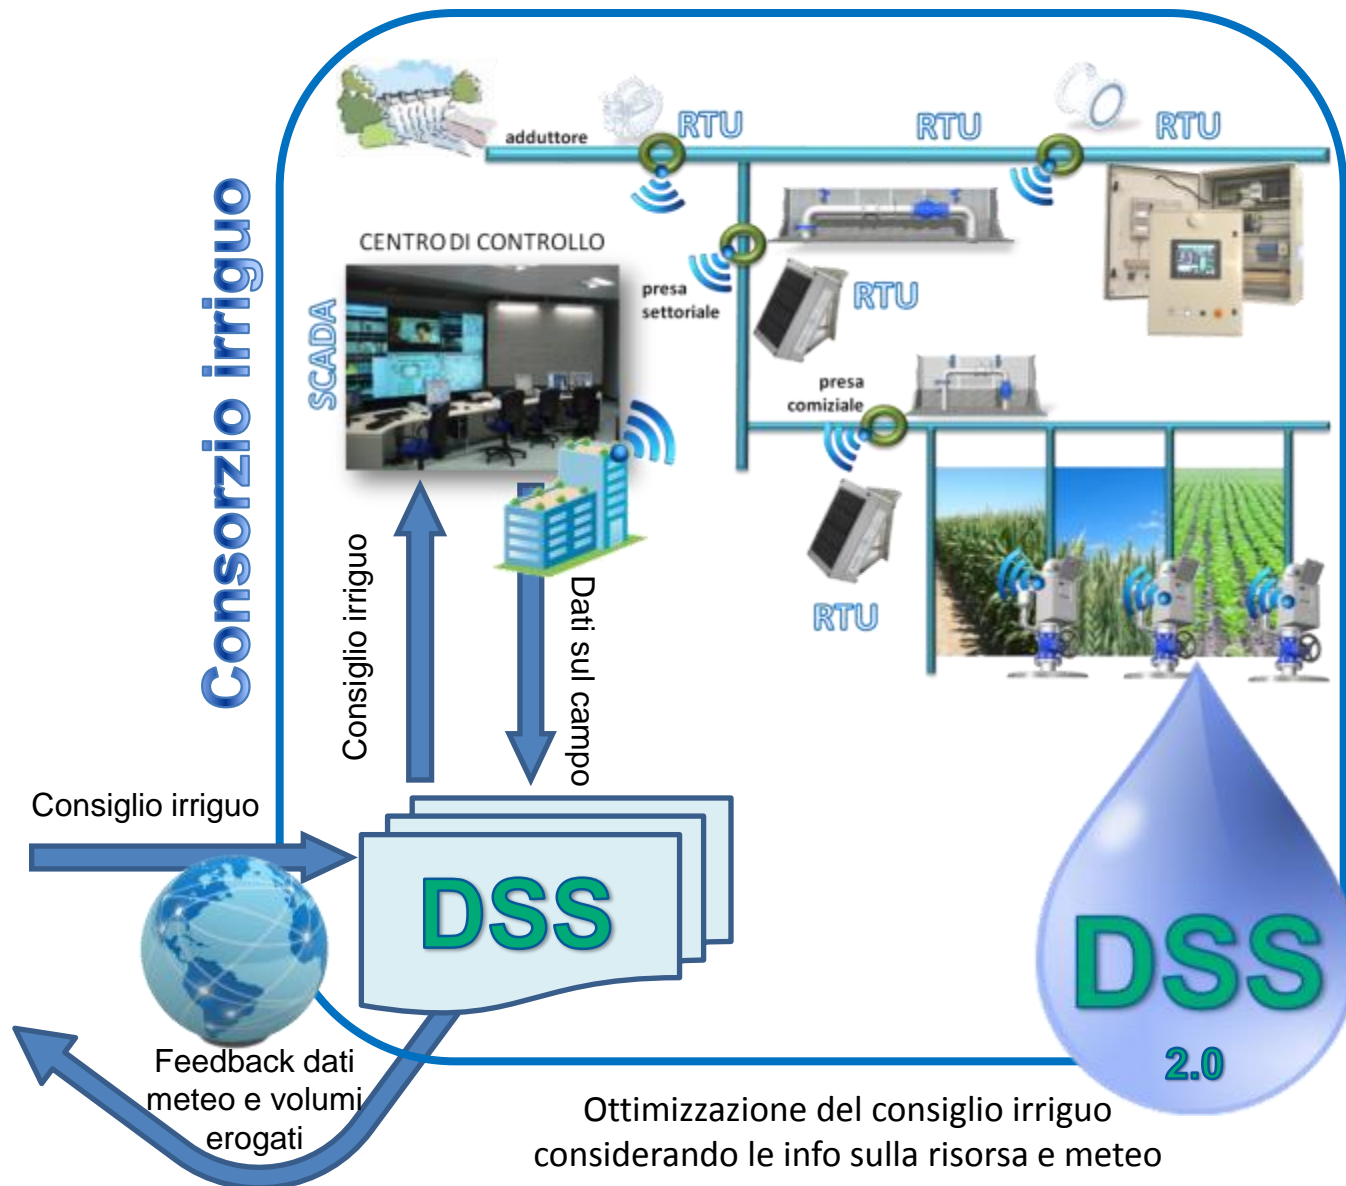 RTU
RTU
RTU
adduttore
Consorzio irriguo
CENTRO DI CONTROLLO
SCADA
presa
settoriale
RTU
presa
comiziale
RTU
Consiglio irriguo
Dati sul campo
Consiglio irriguo
DSS
DSS
2.0
Feedback dati
meteo e volumi
erogati
Ottimizzazione del consiglio irriguo
considerando le info sulla risorsa e meteo